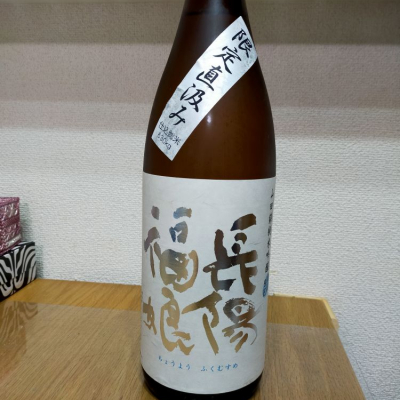 限定直汲み
長陽
福娘
ちょうよう ふくむすめ